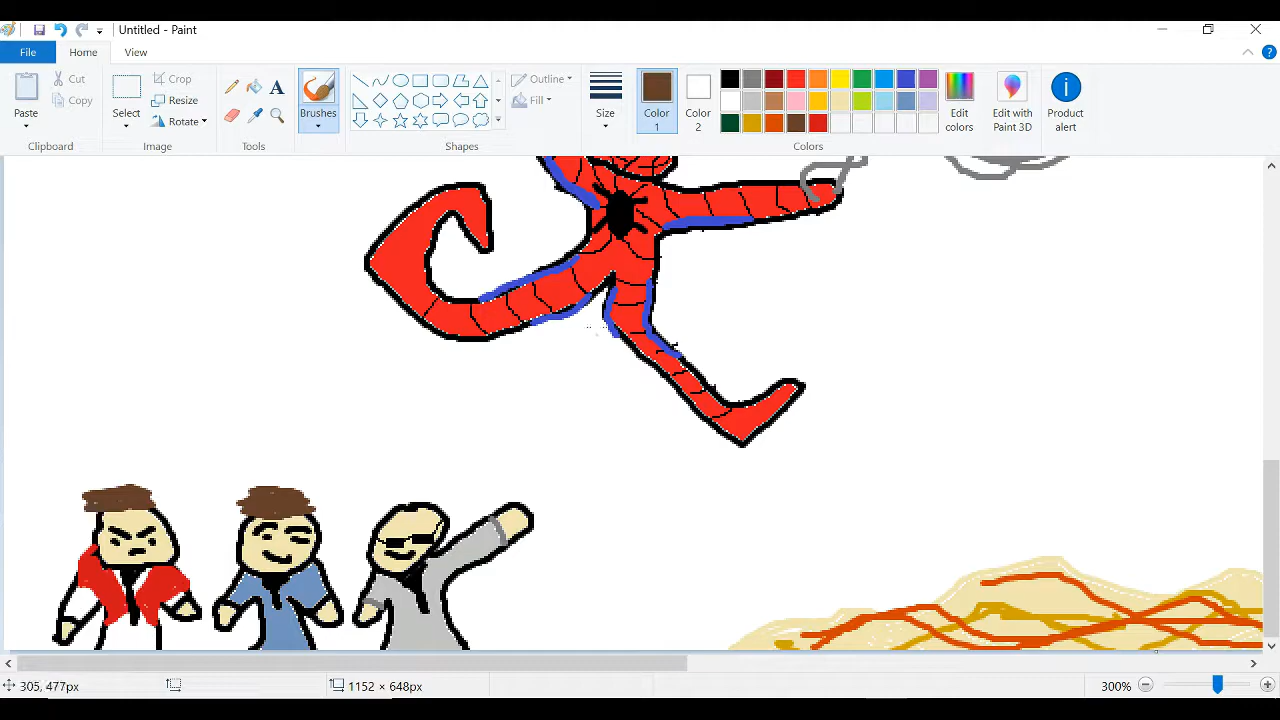 Untitled - Paint
File Home View
Paste Cut Copy Select Crop Resize Rotate Brushes Outline Fill Size Color 1 Color 2 Edit colors Edit with Paint 3D Product alert
Clipboard Image Tools Shapes Colors
305, 477px 1152 × 648px 300%